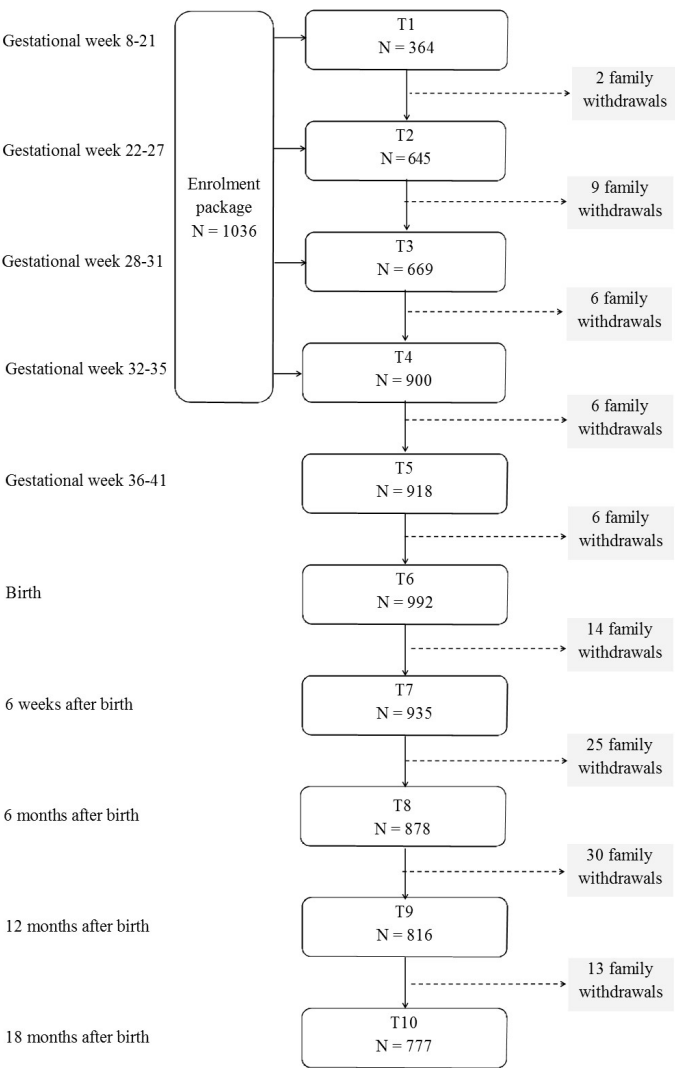 T1
Gestational week 8-21
N = 364
2 family
withdrawals
T2
Gestational week 22-27
N = 645
Enrolment
package
N = 1036
9 family
withdrawals
T3
Gestational week 28-31
N = 669
6 family
withdrawals
T4
Gestational week 32-35
N = 900
6 family
withdrawals
T5
Gestational week 36-41
N = 918
6 family
withdrawals
T6
Birth
N = 992
14 family
withdrawals
T7
6 weeks after birth
N = 935
25 family
withdrawals
T8
6 months after birth
N = 878
30 family
withdrawals
T9
12 months after birth
N = 816
13 family
withdrawals
T10
18 months after birth
N = 777